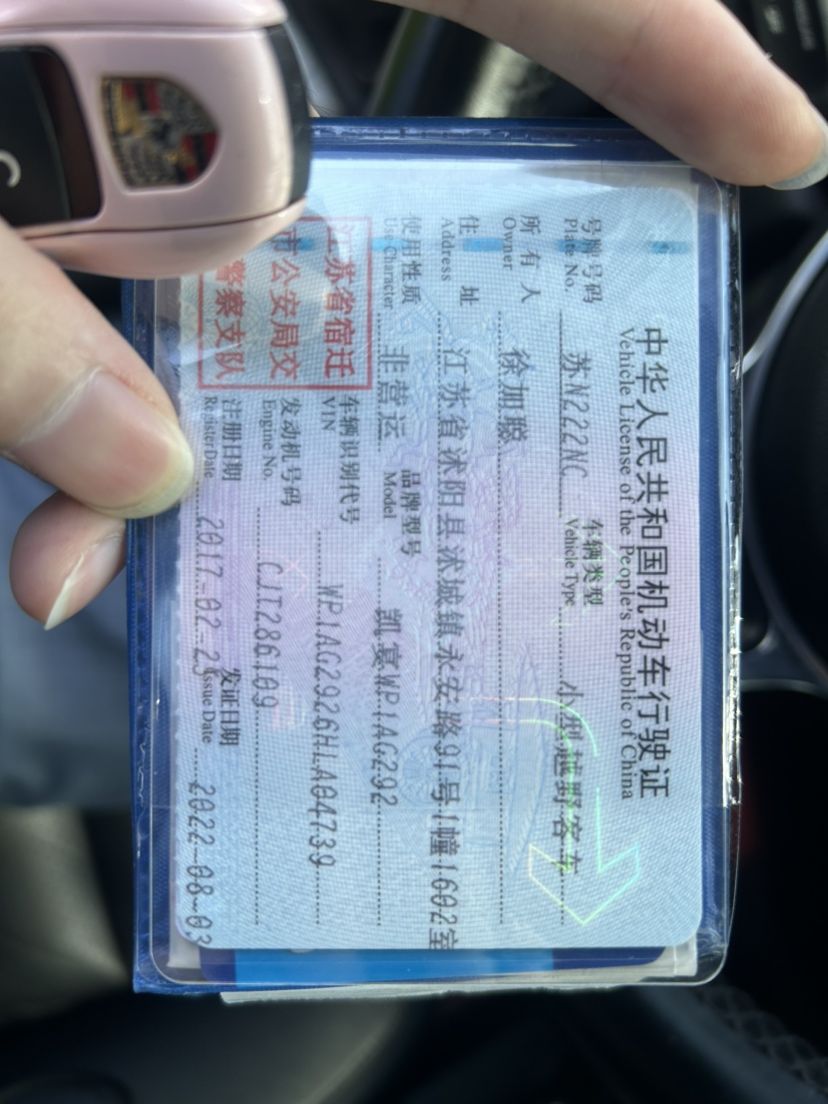 中华人民共和国机动车行驶证
Vehicle License of the People's Republic of China
号牌号码 苏N222NC 车辆类型 小型越野客车
Plate No. Vehicle Type
所有人 徐加聪
Owner
住址 江苏省沭阳县沭城镇永安路91号1幢1602室
Address
使用性质 非营运 品牌型号 凯宴WP1AG292
Use Character Model
江苏省宿迁
市公安局交
警察支队
车辆识别代号 WP1AG2926HLA04739
VIN
发动机号码 CJT286109
Engine No.
注册日期 2017-02-23 发证日期 2022-08-03
Register Date Issue Date